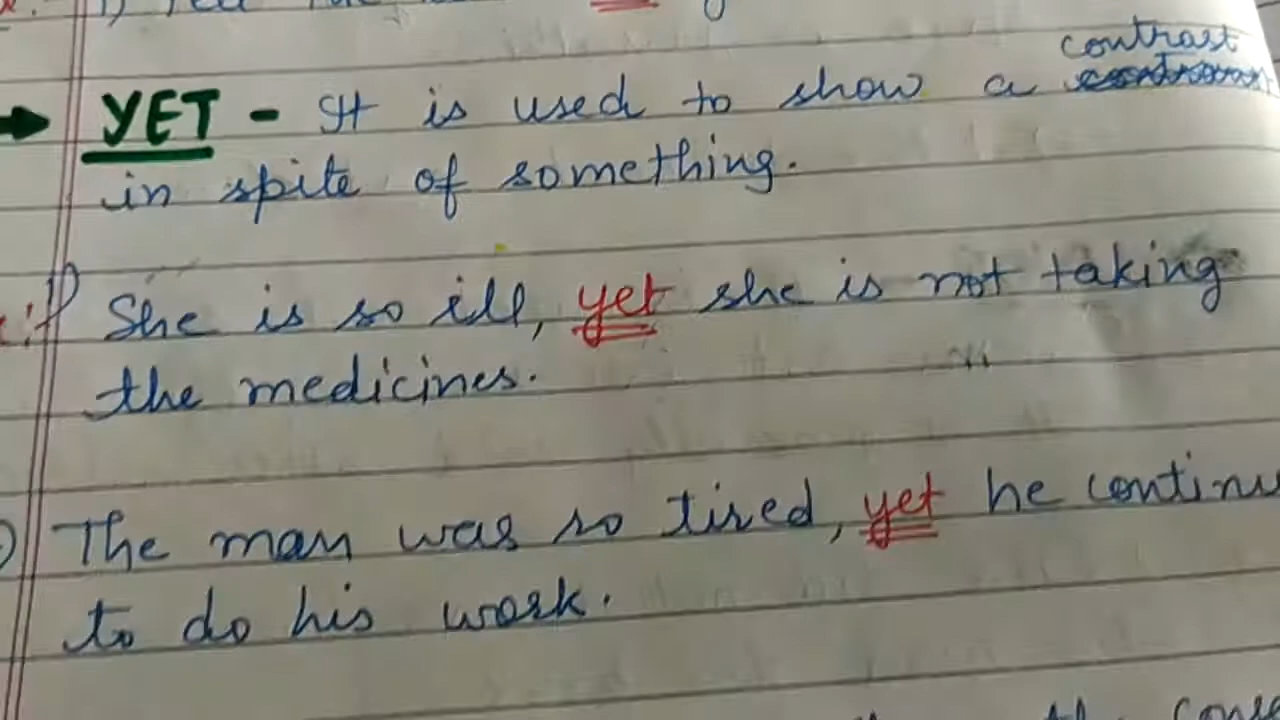 contrast
→ YET - It is used to show a
in spite of something.
She is so ill, yet she is not taking
the medicines.
The man was so tired, yet he continu
to do his work.